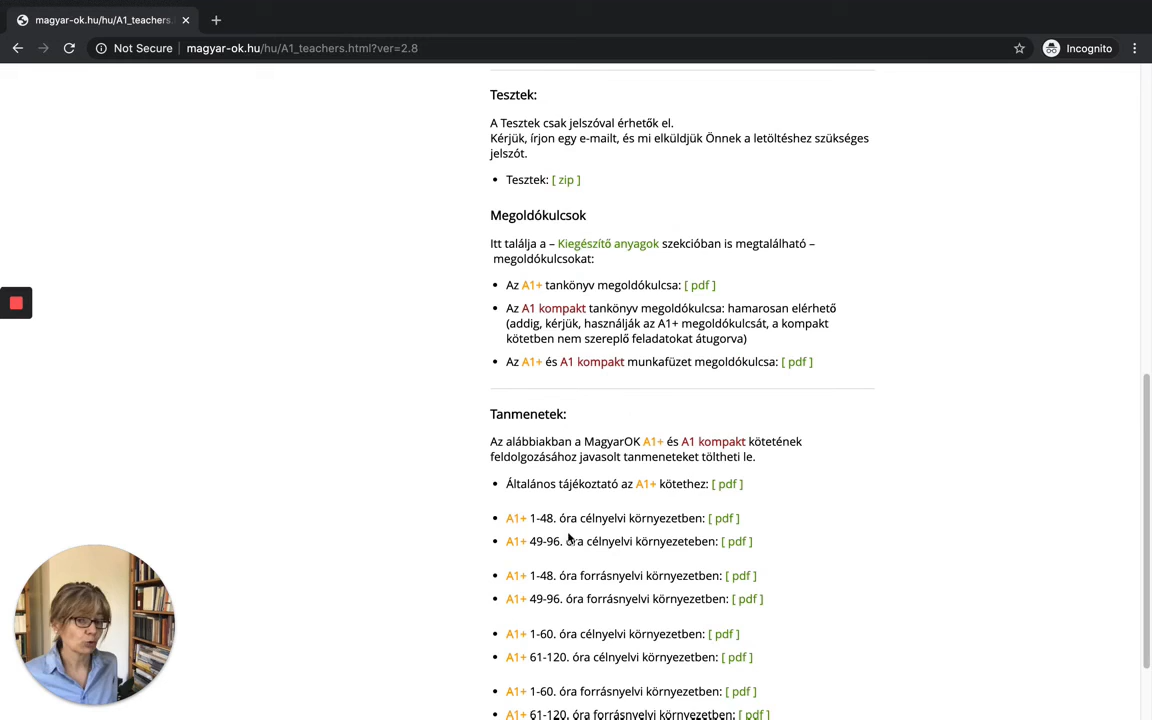 magyar-ok.hu/hu/A1_teachers.
Not Secure
magyar-ok.hu/hu/A1_teachers.html?ver=2.8
Incognito
Tesztek:
A Tesztek csak jelszóval érhetők el.
Kérjük, írjon egy e-mailt, és mi elküldjük Önnek a letöltéshez szükséges
jelszót.
Tesztek: [ zip ]
Megoldókulcsok
Itt találja a – Kiegészítő anyagok szekcióban is megtalálható –
megoldókulcsokat:
Az A1+ tankönyv megoldókulcsa: [ pdf ]
Az A1 kompakt tankönyv megoldókulcsa: hamarosan elérhető
(addig, kérjük, használják az A1+ megoldókulcsát, a kompakt
kötetben nem szereplő feladatokat átugorva)
Az A1+ és A1 kompakt munkafüzet megoldókulcsa: [ pdf ]
Tanmenetek:
Az alábbiakban a MagyarOK A1+ és A1 kompakt kötetének
feldolgozásához javasolt tanmeneteket töltheti le.
Általános tájékoztató az A1+ kötethez: [ pdf ]
A1+ 1-48. óra célnyelvi környezetben: [ pdf ]
A1+ 49-96. óra célnyelvi környezeteben: [ pdf ]
A1+ 1-48. óra forrásnyelvi környezetben: [ pdf ]
A1+ 49-96. óra forrásnyelvi környezetben: [ pdf ]
A1+ 1-60. óra célnyelvi környezetben: [ pdf ]
A1+ 61-120. óra célnyelvi környezetben: [ pdf ]
A1+ 1-60. óra forrásnyelvi környezetben: [ pdf ]
A1+ 61-120. óra forrásnyelvi környezetben: [ pdf ]